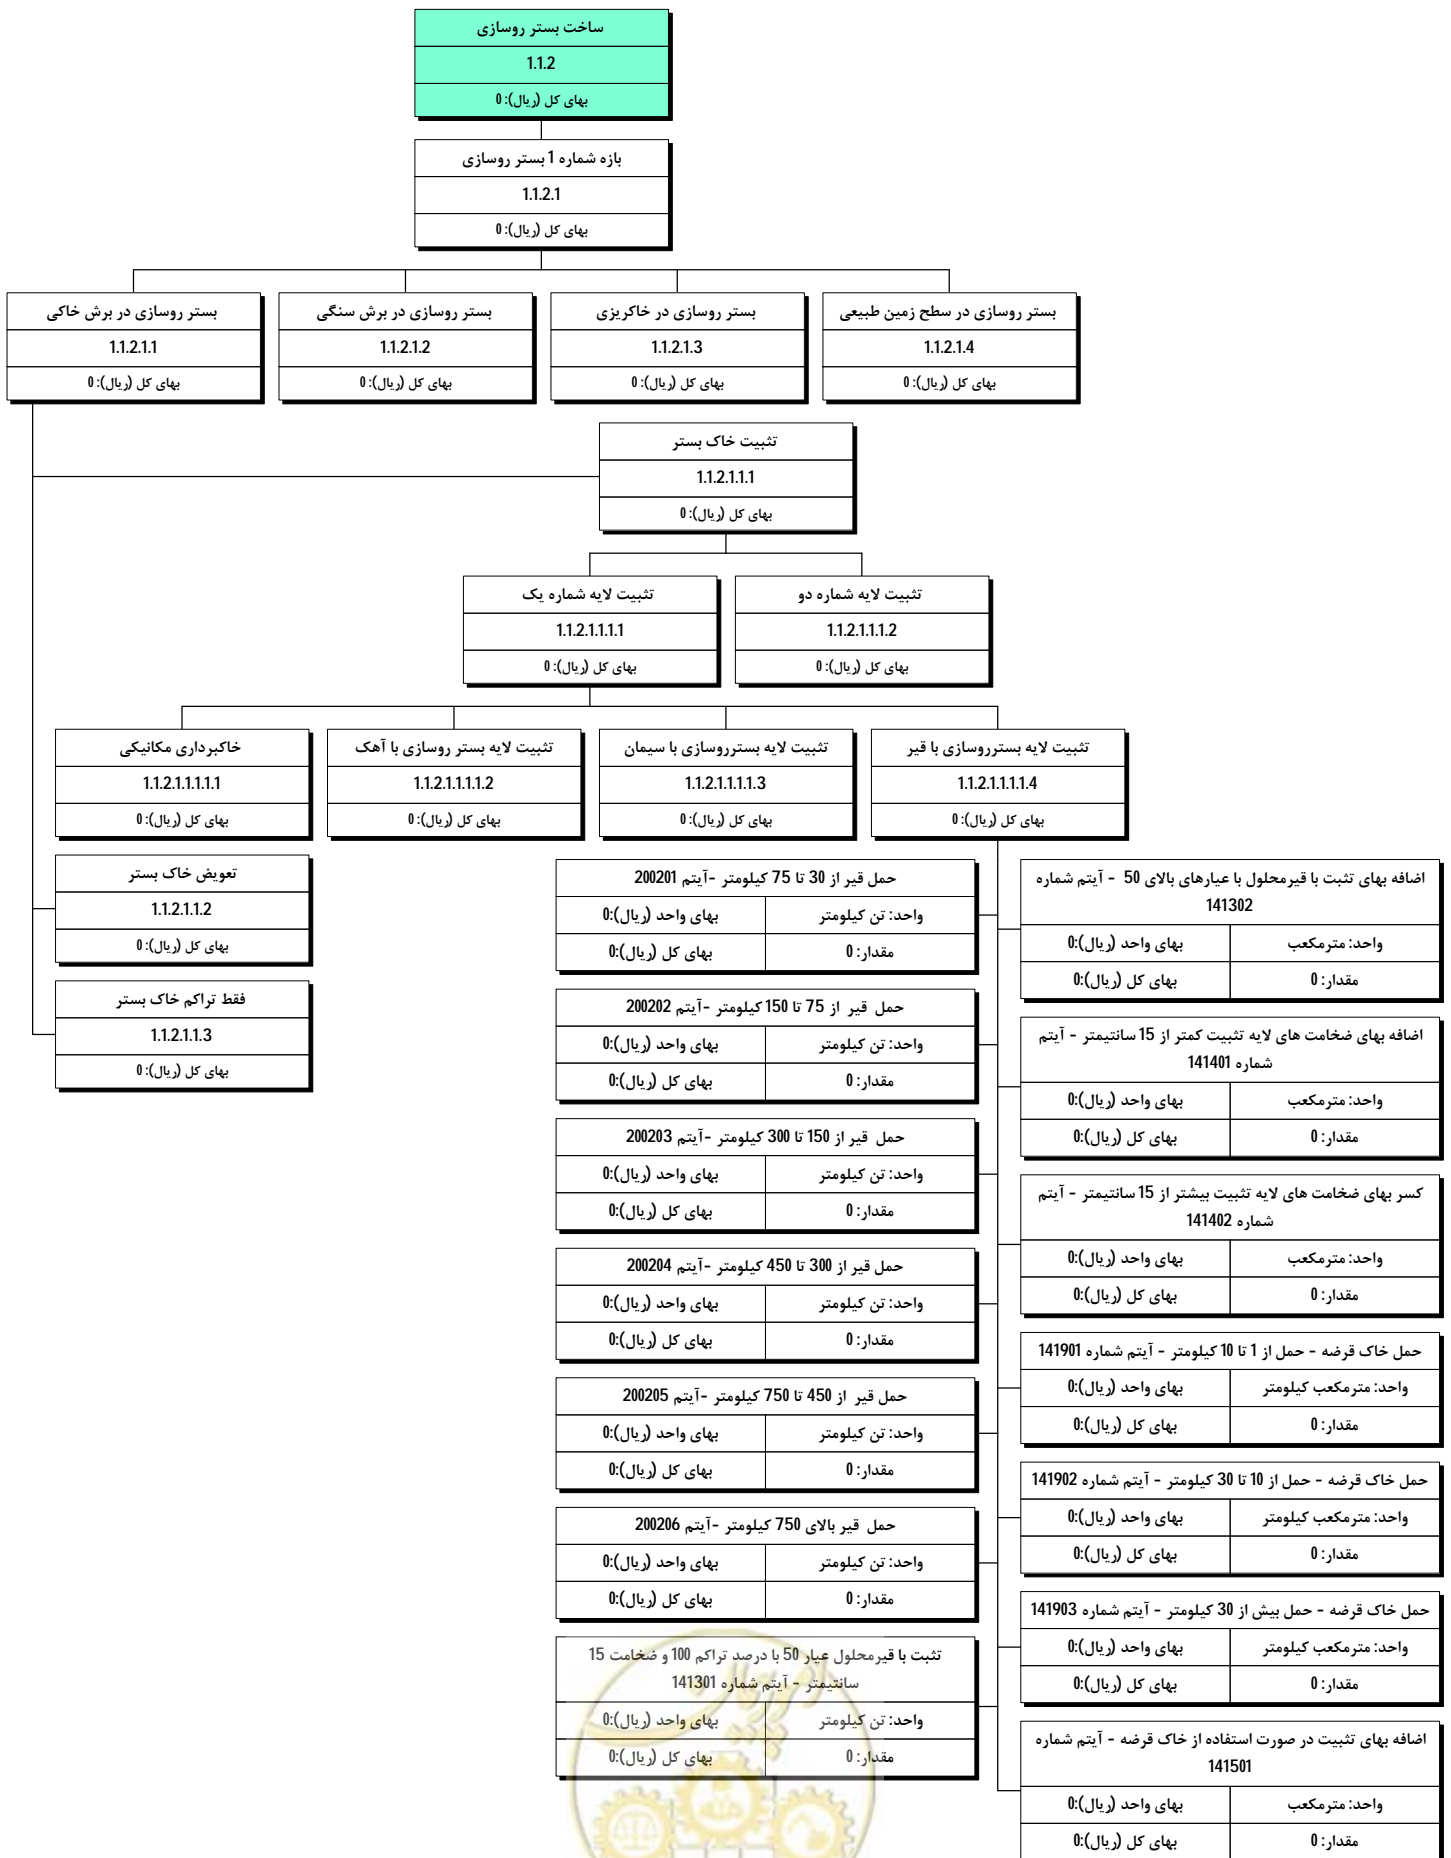 ساخت بستر روسازی
1.1.2
بهای کل (ریال): 0
بازه شماره 1 بستر روسازی
1.1.2.1
بهای کل (ریال): 0
بستر روسازی در برش خاکی
1.1.2.1.1
بهای کل (ریال): 0
بستر روسازی در برش سنگی
1.1.2.1.2
بهای کل (ریال): 0
بستر روسازی در خاکریزی
1.1.2.1.3
بهای کل (ریال): 0
بستر روسازی در سطح زمین طبیعی
1.1.2.1.4
بهای کل (ریال): 0
تثبیت خاک بستر
1.1.2.1.1.1
بهای کل (ریال): 0
تثبیت لایه شماره یک
1.1.2.1.1.1.1
بهای کل (ریال): 0
تثبیت لایه شماره دو
1.1.2.1.1.1.2
بهای کل (ریال): 0
خاکبرداری مکانیکی
1.1.2.1.1.1.1.1
بهای کل (ریال): 0
تثبیت لایه بستر روسازی با آهک
1.1.2.1.1.1.1.2
بهای کل (ریال): 0
تثبیت لایه بسترروسازی با سیمان
1.1.2.1.1.1.1.3
بهای کل (ریال): 0
تثبیت لایه بسترروسازی با قیر
1.1.2.1.1.1.1.4
بهای کل (ریال): 0
تعویض خاک بستر
1.1.2.1.1.2
بهای کل (ریال): 0
فقط تراکم خاک بستر
1.1.2.1.1.3
بهای کل (ریال): 0
حمل قیر از 30 تا 75 کیلومتر -آیتم 200201
واحد: تن کیلومتر بهای واحد (ریال):0
مقدار: 0 بهای کل (ریال):0
حمل قیر از 75 تا 150 کیلومتر -آیتم 200202
واحد: تن کیلومتر بهای واحد (ریال):0
مقدار: 0 بهای کل (ریال):0
حمل قیر از 150 تا 300 کیلومتر -آیتم 200203
واحد: تن کیلومتر بهای واحد (ریال):0
مقدار: 0 بهای کل (ریال):0
حمل قیر از 300 تا 450 کیلومتر -آیتم 200204
واحد: تن کیلومتر بهای واحد (ریال):0
مقدار: 0 بهای کل (ریال):0
حمل قیر از 450 تا 750 کیلومتر -آیتم 200205
واحد: تن کیلومتر بهای واحد (ریال):0
مقدار: 0 بهای کل (ریال):0
حمل قیر بالای 750 کیلومتر -آیتم 200206
واحد: تن کیلومتر بهای واحد (ریال):0
مقدار: 0 بهای کل (ریال):0
تثبت با قیرمحلول عیار 50 با درصد تراکم 100 و ضخامت 15
سانتیمتر - آیتم شماره 141301
واحد: تن کیلومتر بهای واحد (ریال):0
مقدار: 0 بهای کل (ریال):0
اضافه بهای تثبت با قیرمحلول با عیارهای بالای 50 - آیتم شماره
141302
واحد: مترمکعب بهای واحد (ریال):0
مقدار: 0 بهای کل (ریال):0
اضافه بهای ضخامت های لایه تثبیت کمتر از 15 سانتیمتر - آیتم
شماره 141401
واحد: مترمکعب بهای واحد (ریال):0
مقدار: 0 بهای کل (ریال):0
کسر بهای ضخامت های لایه تثبیت بیشتر از 15 سانتیمتر - آیتم
شماره 141402
واحد: مترمکعب بهای واحد (ریال):0
مقدار: 0 بهای کل (ریال):0
حمل خاک قرضه - حمل از 1 تا 10 کیلومتر - آیتم شماره 141901
واحد: مترمکعب کیلومتر بهای واحد (ریال):0
مقدار: 0 بهای کل (ریال):0
حمل خاک قرضه - حمل از 10 تا 30 کیلومتر - آیتم شماره 141902
واحد: مترمکعب کیلومتر بهای واحد (ریال):0
مقدار: 0 بهای کل (ریال):0
حمل خاک قرضه - حمل بیش از 30 کیلومتر - آیتم شماره 141903
واحد: مترمکعب کیلومتر بهای واحد (ریال):0
مقدار: 0 بهای کل (ریال):0
اضافه بهای تثبیت در صورت استفاده از خاک قرضه - آیتم شماره
141501
واحد: مترمکعب بهای واحد (ریال):0
مقدار: 0 بهای کل (ریال):0